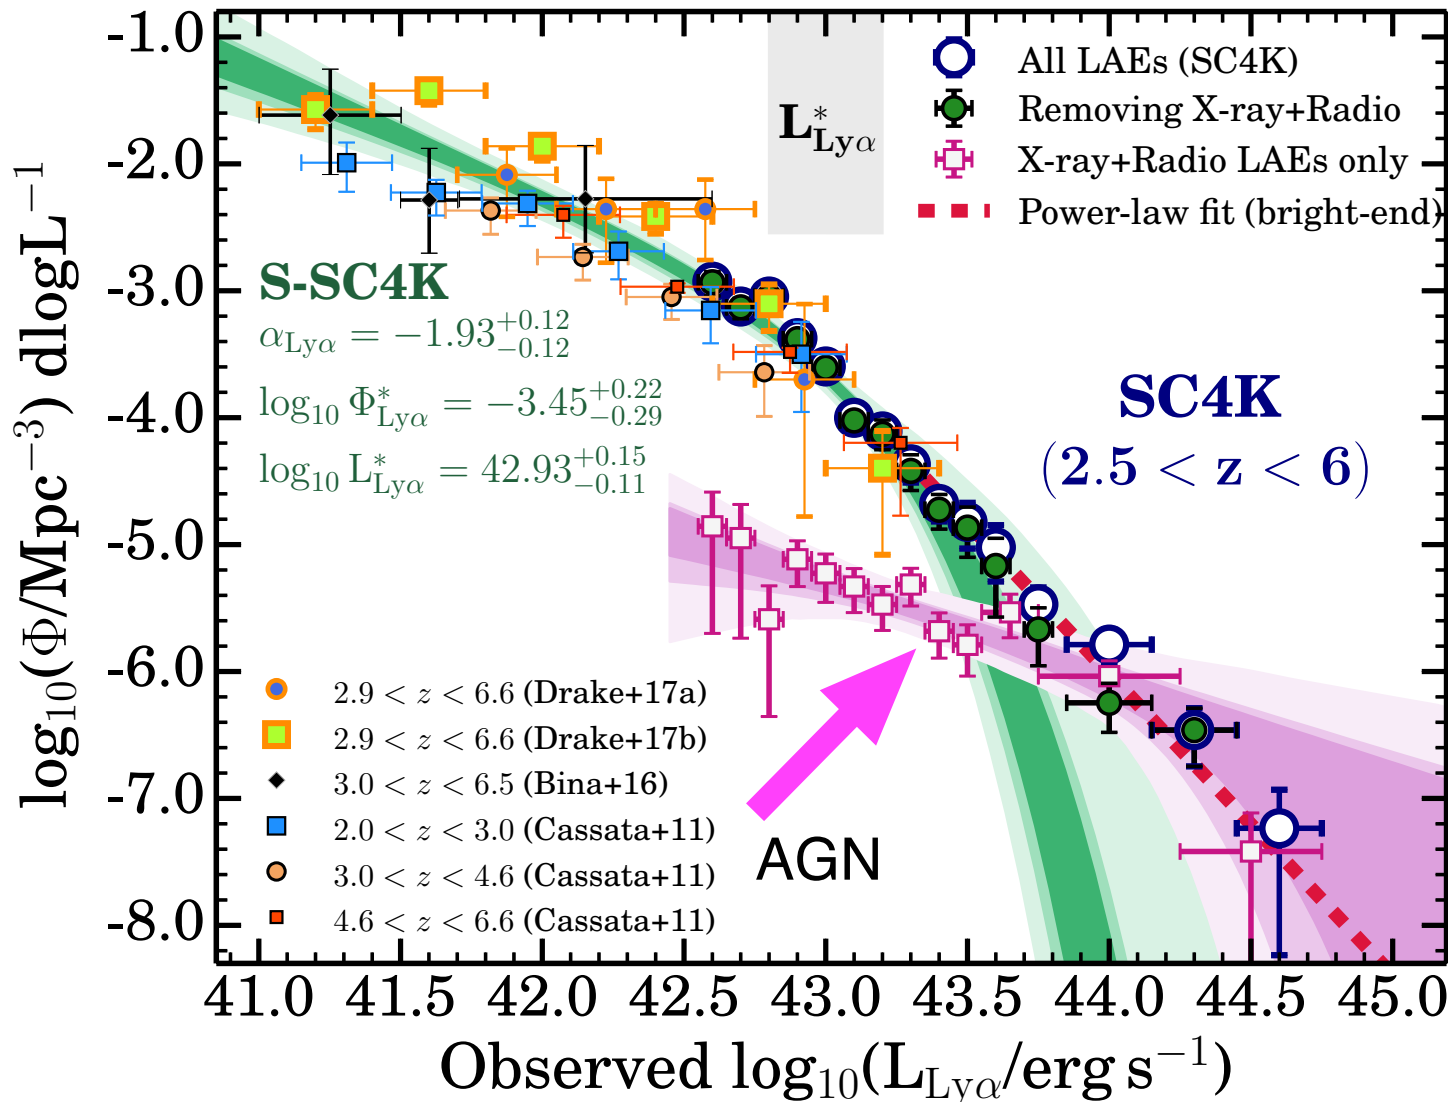 -1.0
-2.0
-3.0
-4.0
-5.0
-6.0
-7.0
-8.0
log₁₀(Φ/Mpc⁻³) dlogL⁻¹
L*_Lyα
All LAEs (SC4K)
Removing X-ray+Radio
X-ray+Radio LAEs only
Power-law fit (bright-end)
S-SC4K
α_Lyα = −1.93^{+0.12}_{−0.12}
log₁₀ Φ*_Lyα = −3.45^{+0.22}_{−0.29}
log₁₀ L*_Lyα = 42.93^{+0.15}_{−0.11}
SC4K
(2.5 < z < 6)
2.9 < z < 6.6 (Drake+17a)
2.9 < z < 6.6 (Drake+17b)
3.0 < z < 6.5 (Bina+16)
2.0 < z < 3.0 (Cassata+11)
3.0 < z < 4.6 (Cassata+11)
4.6 < z < 6.6 (Cassata+11)
AGN
41.0 41.5 42.0 42.5 43.0 43.5 44.0 44.5 45.0
Observed log₁₀(L_Lyα/erg s⁻¹)